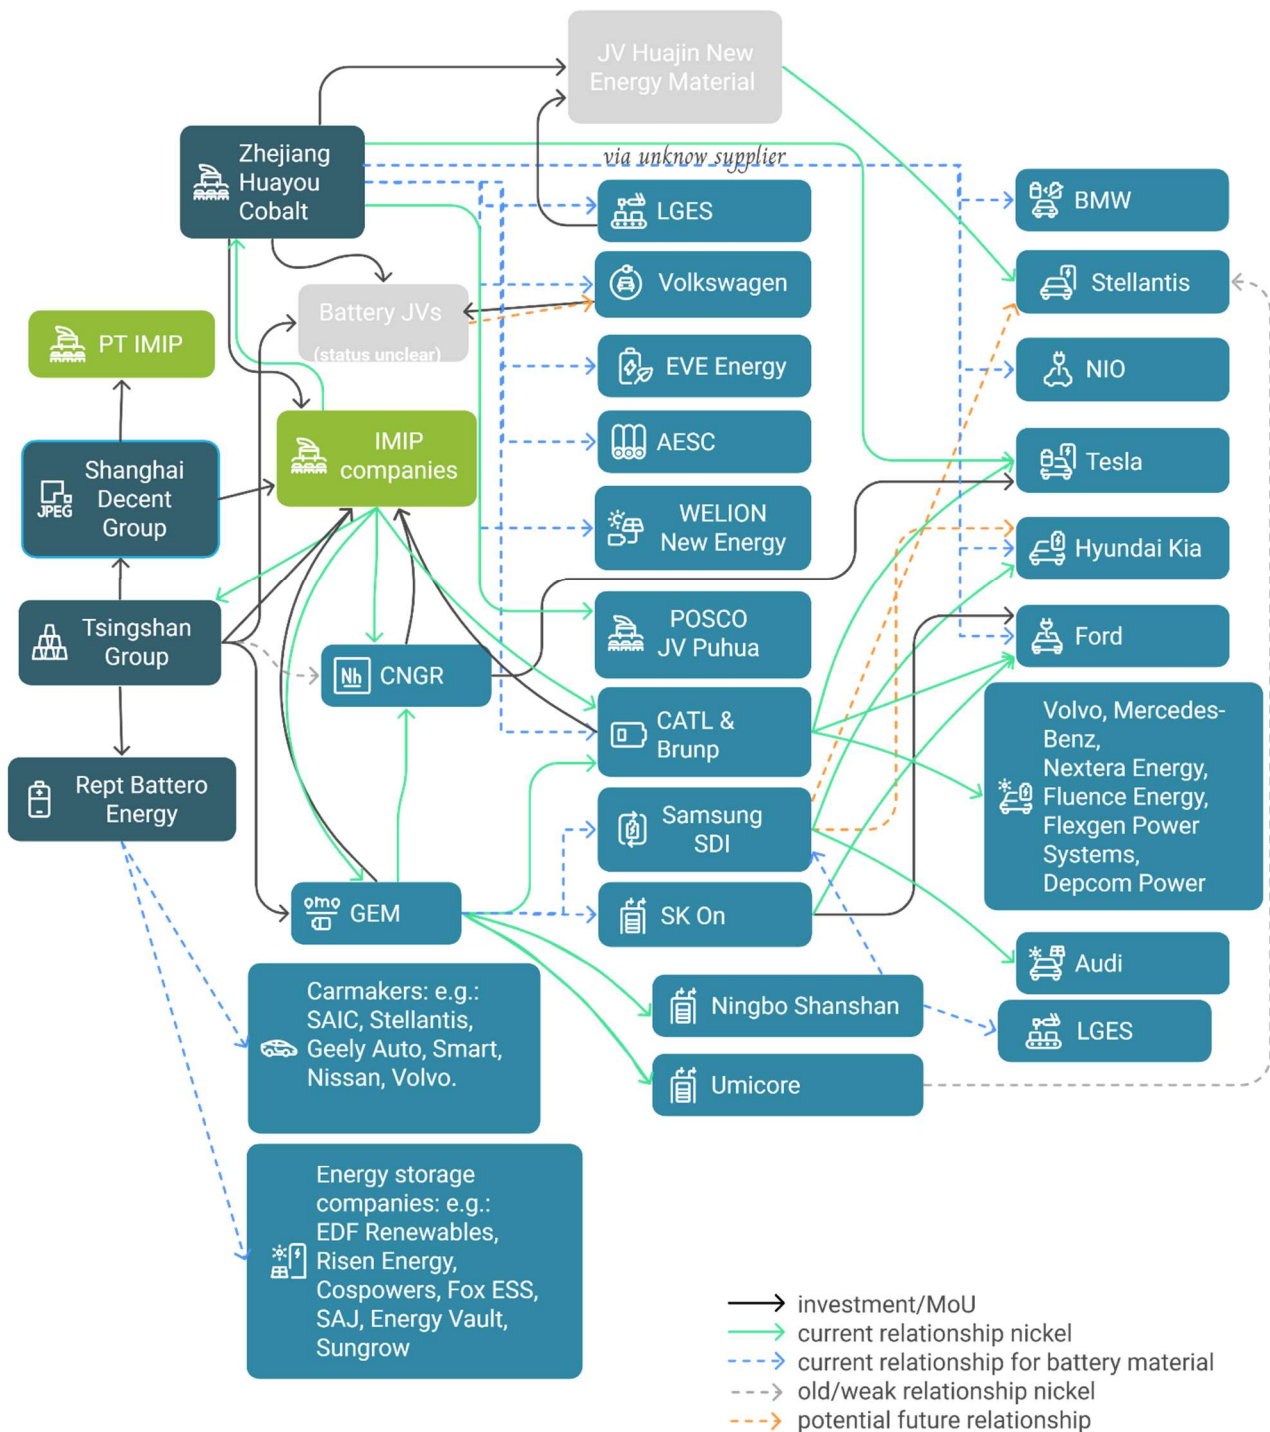 JV Huajin New
Energy Material
Zhejiang
Huayou
Cobalt
via unknow supplier
LGES
BMW
Volkswagen
Stellantis
Battery JVs
(status unclear)
PT IMIP
EVE Energy
NIO
IMIP
companies
AESC
Tesla
Shanghai
Decent
Group
JPEG
WELION
New Energy
Hyundai Kia
Tsingshan
Group
Nh
CNGR
POSCO
JV Puhua
Ford
CATL &
Brunp
Volvo, Mercedes-
Benz,
Nextera Energy,
Fluence Energy,
Flexgen Power
Systems,
Depcom Power
Rept Battero
Energy
Samsung
SDI
GEM
SK On
Audi
Carmakers: e.g.:
SAIC, Stellantis,
Geely Auto, Smart,
Nissan, Volvo.
Ningbo Shanshan
LGES
Umicore
Energy storage
companies: e.g.:
EDF Renewables,
Risen Energy,
Cospowers, Fox ESS,
SAJ, Energy Vault,
Sungrow
investment/MoU
current relationship nickel
current relationship for battery material
old/weak relationship nickel
potential future relationship